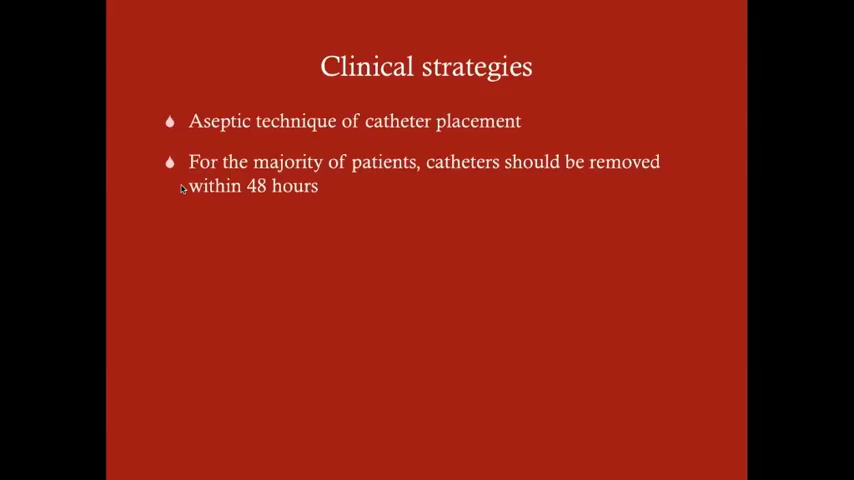 Clinical strategies
Aseptic technique of catheter placement
For the majority of patients, catheters should be removed
within 48 hours